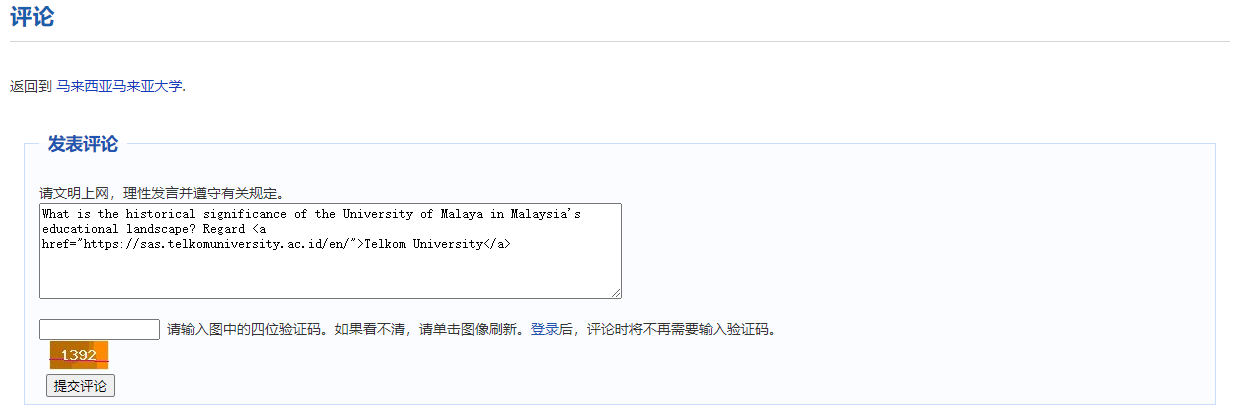 评论
返回到 马来西亚马来亚大学.
发表评论
请文明上网，理性发言并遵守有关规定。
What is the historical significance of the University of Malaya in Malaysia's
educational landscape? Regard <a
href="https://sas.telkomuniversity.ac.id/en/">Telkom University</a>
请输入图中的四位验证码。如果看不清，请单击图像刷新。登录后，评论时将不再需要输入验证码。
1392
提交评论